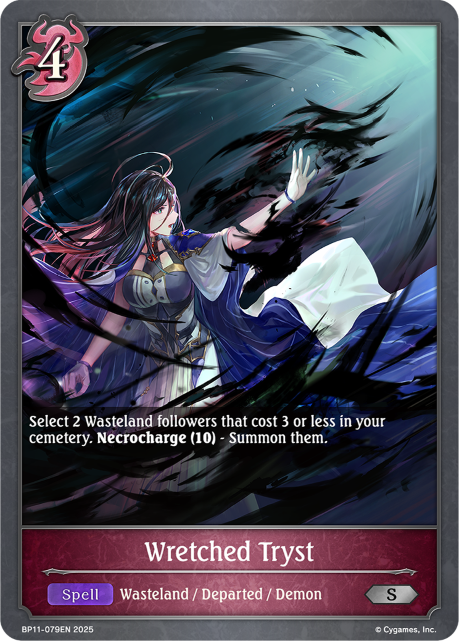 4
Select 2 Wasteland followers that cost 3 or less in your
cemetery. Necrocharge (10) - Summon them.
Wretched Tryst
Spell Wasteland / Departed / Demon S
BP11-079EN 2025 © Cygames, Inc.